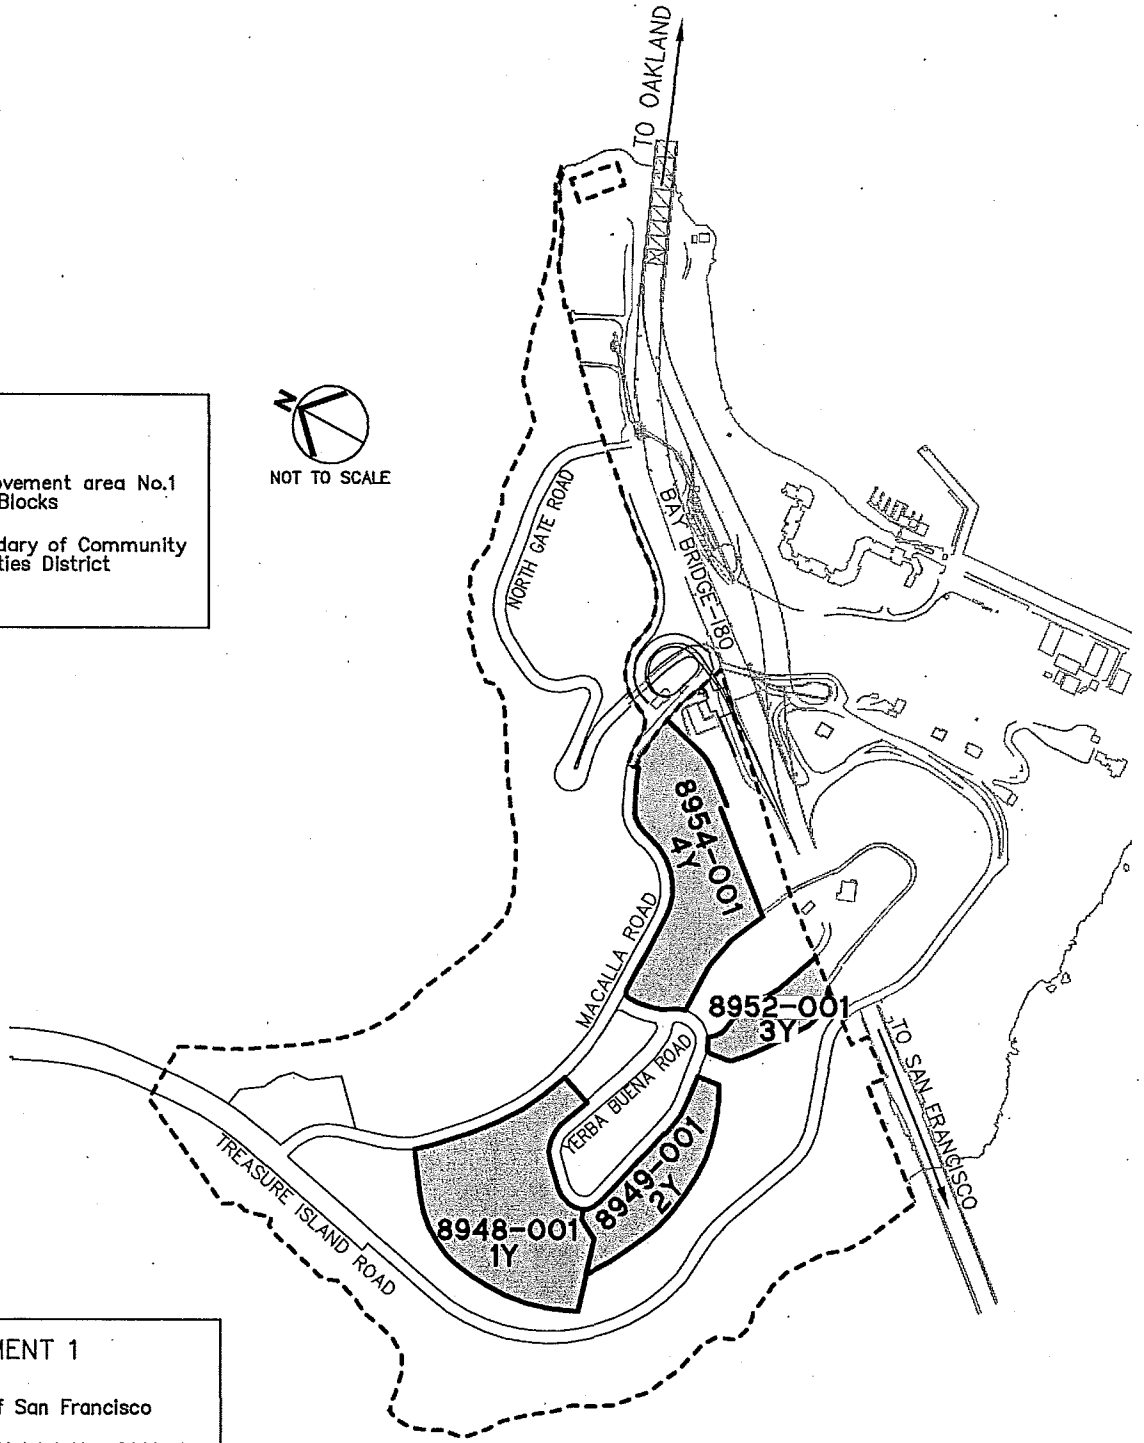 TO OAKLAND
N
NOT TO SCALE
ovement area No.1
Blocks
dary of Community
ties District
NORTH GATE ROAD
BAY BRIDGE-I80
8954-001
4Y
MACALLA ROAD
8952-001
3Y
TO SAN FRANCISCO
YERBA BUENA ROAD
8949-001
2Y
TREASURE ISLAND ROAD
8948-001
1Y
MENT 1
f San Francisco